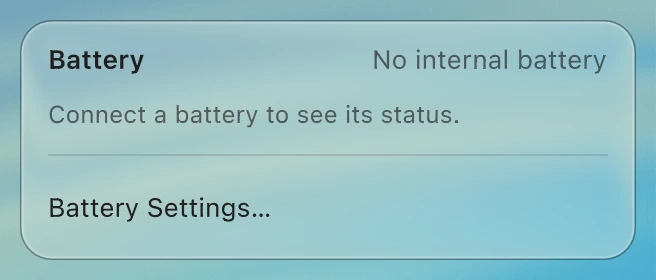 Battery No internal battery
Connect a battery to see its status.
Battery Settings...